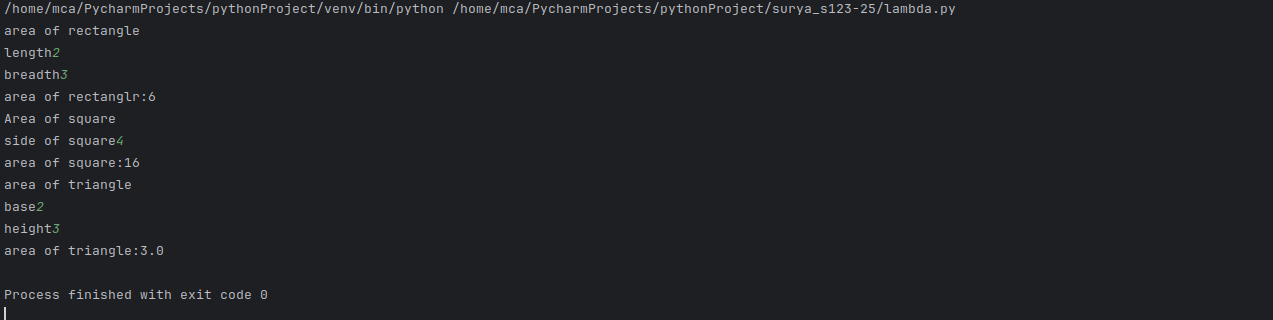 /home/mca/PycharmProjects/pythonProject/venv/bin/python /home/mca/PycharmProjects/pythonProject/surya_s123-25/lambda.py
area of rectangle
length2
breadth3
area of rectanglr:6
Area of square
side of square4
area of square:16
area of triangle
base2
height3
area of triangle:3.0
Process finished with exit code 0